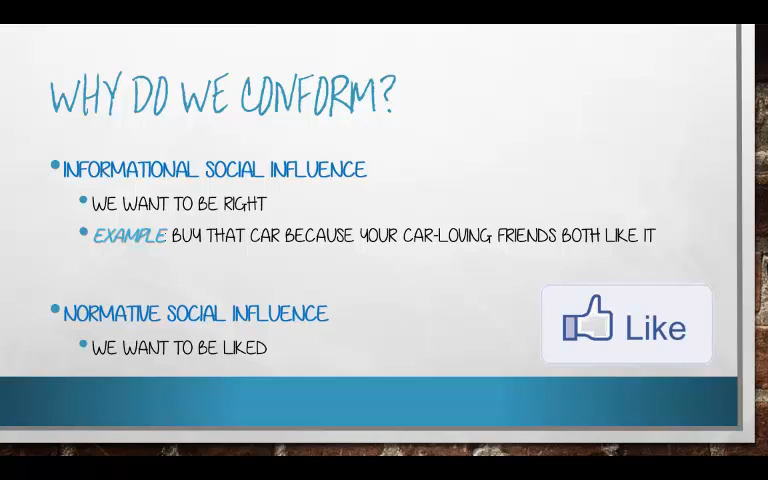 WHY DO WE CONFORM?
•INFORMATIONAL SOCIAL INFLUENCE
•WE WANT TO BE RIGHT
•EXAMPLE: BUY THAT CAR BECAUSE YOUR CAR-LOVING FRIENDS BOTH LIKE IT
•NORMATIVE SOCIAL INFLUENCE
•WE WANT TO BE LIKED
Like